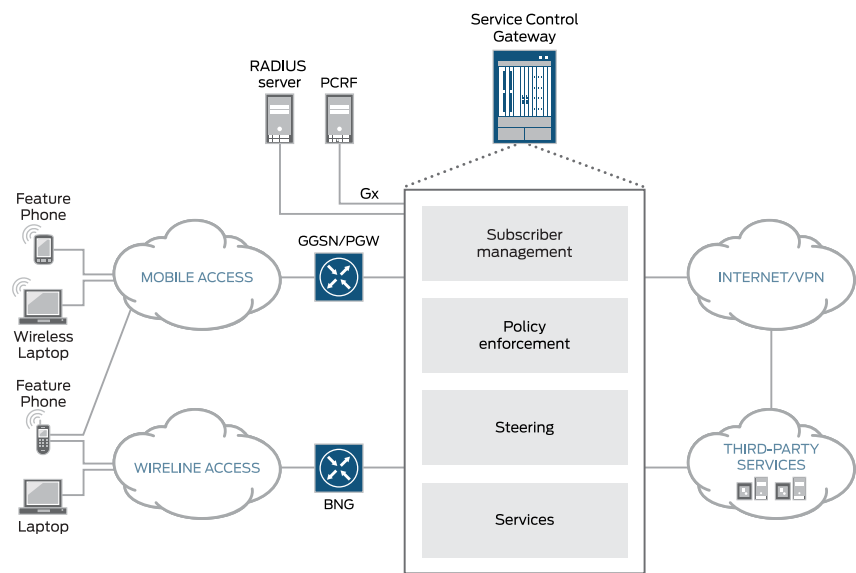 Service Control
Gateway
RADIUS
server
PCRF
Gx
Feature
Phone
GGSN/PGW
Subscriber
management
MOBILE ACCESS
INTERNET/VPN
Wireless
Laptop
Policy
enforcement
Feature
Phone
Steering
WIRELINE ACCESS
THIRD-PARTY
SERVICES
BNG
Laptop
Services